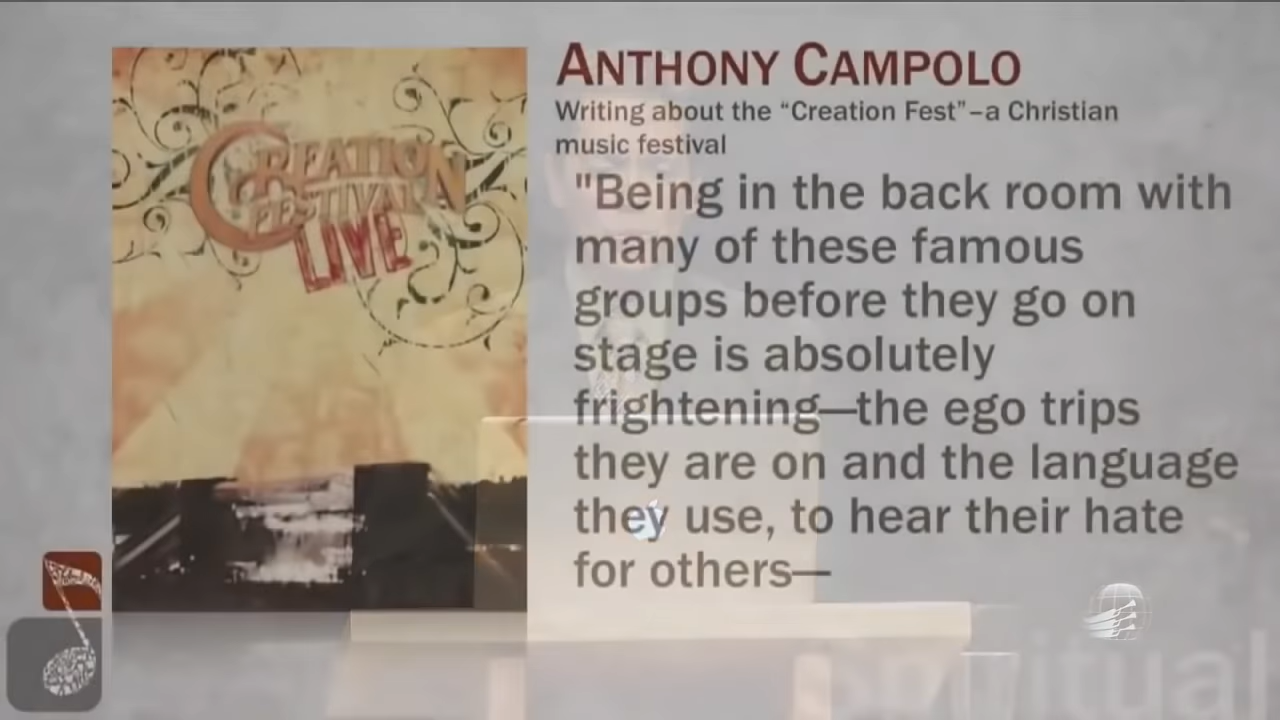 CREATION
FESTIVAL
LIVE
ANTHONY CAMPOLO
Writing about the “Creation Fest”–a Christian
music festival
"Being in the back room with
many of these famous
groups before they go on
stage is absolutely
frightening—the ego trips
they are on and the language
they use, to hear their hate
for others—
Spiritual